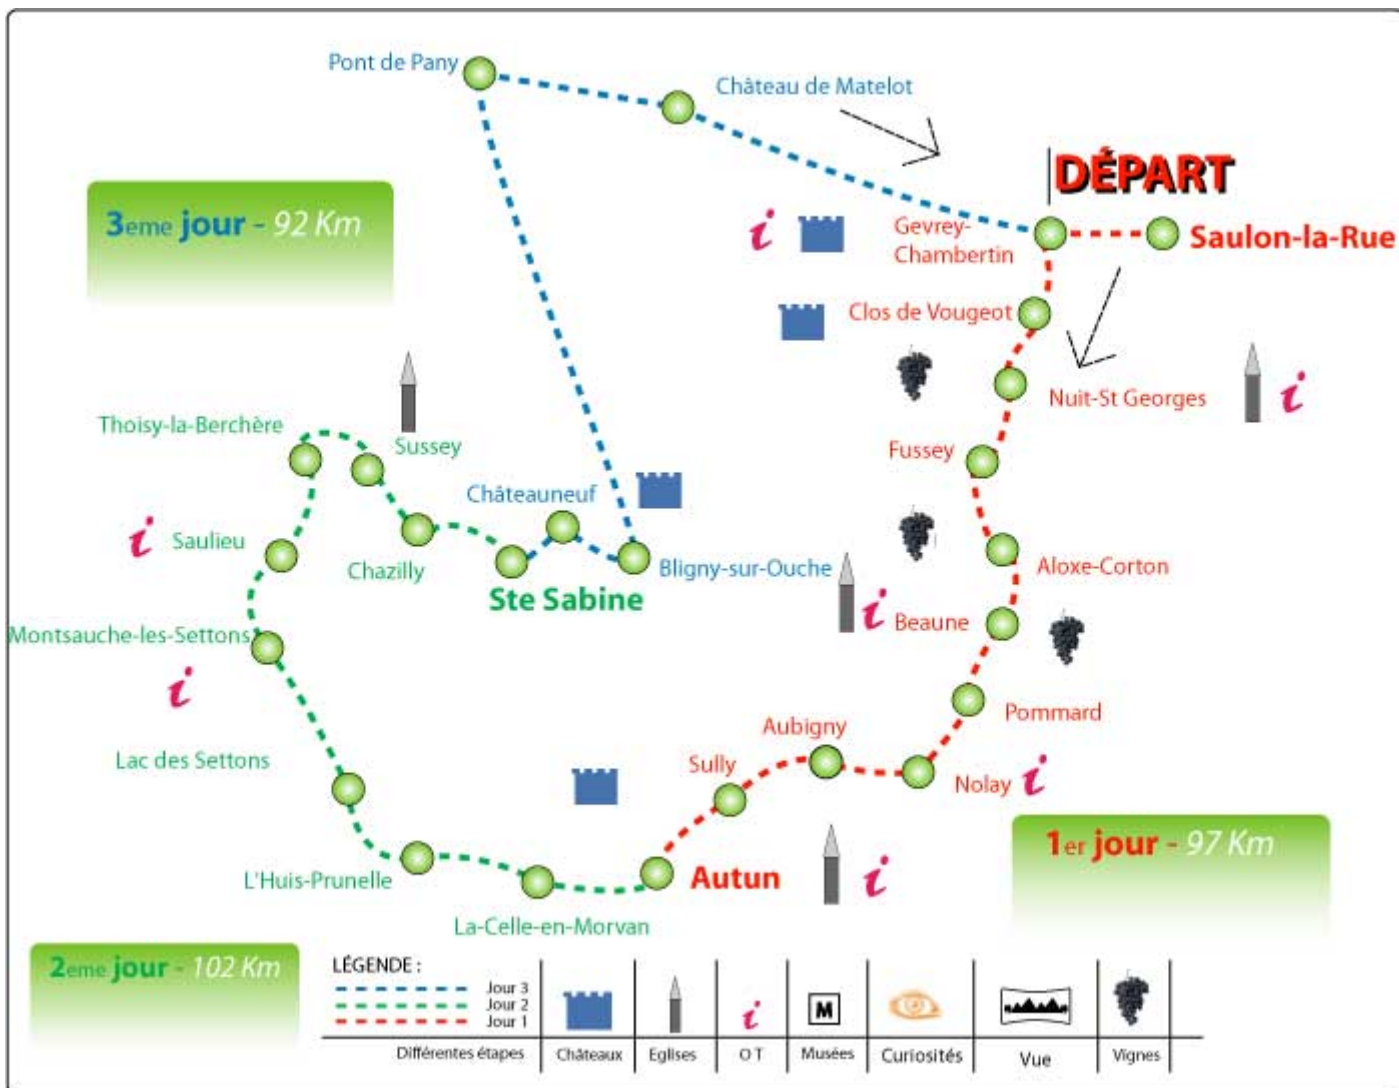 Pont de Pany
Château de Matelot
DÉPART
3eme jour - 92 Km
Gevrey-
Chambertin
Saulon-la-Rue
Clos de Vougeot
Nuit-St Georges
i
i
Thoisy-la-Berchère
Sussey
Fussey
Châteauneuf
i
Saulieu
Chazilly
Bligny-sur-Ouche
Aloxe-Corton
Ste Sabine
i
Beaune
Montsauche-les-Settons
i
Pommard
Aubigny
Lac des Settons
Sully
Nolay
i
1er jour - 97 Km
L'Huis-Prunelle
Autun
i
La-Celle-en-Morvan
2eme jour - 102 Km
LÉGENDE :
Jour 3
Jour 2
Jour 1
i
M
Différentes étapes
Châteaux
Eglises
O T
Musées
Curiosités
Vue
Vignes